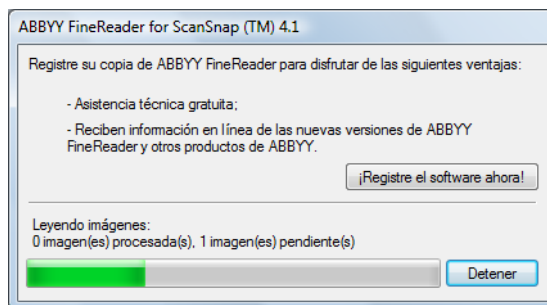 ABBYY FineReader for ScanSnap (TM) 4.1
Registre su copia de ABBYY FineReader para disfrutar de las siguientes ventajas:
- Asistencia técnica gratuita;
- Reciben información en línea de las nuevas versiones de ABBYY
FineReader y otros productos de ABBYY.
¡Registre el software ahora!
Leyendo imágenes:
0 imagen(es) procesada(s), 1 imagen(es) pendiente(s)
Detener